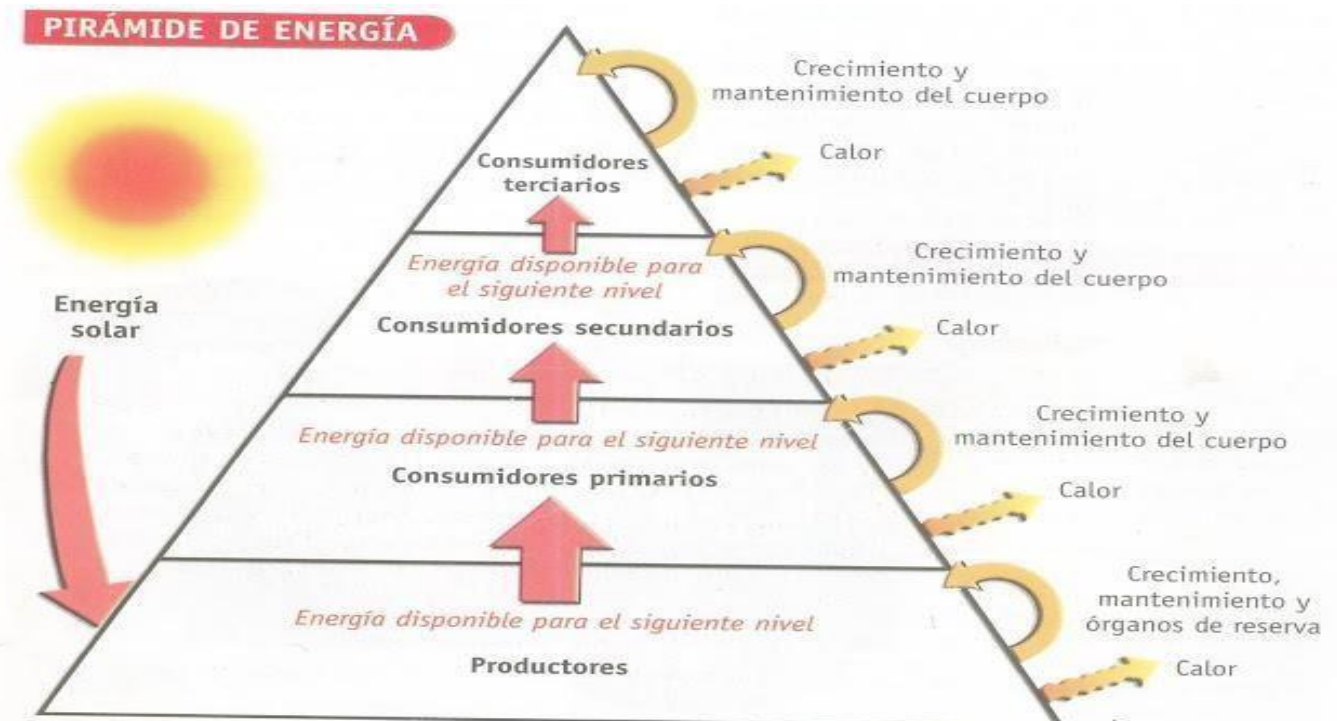 PIRÁMIDE DE ENERGÍA
Crecimiento y
mantenimiento del cuerpo
Calor
Consumidores
terciarios
Crecimiento y
mantenimiento del cuerpo
Energía disponible para
el siguiente nivel
Energía
solar
Consumidores secundarios
Calor
Crecimiento y
mantenimiento del cuerpo
Energía disponible para el siguiente nivel
Consumidores primarios
Calor
Crecimiento,
mantenimiento y
órganos de reserva
Energía disponible para el siguiente nivel
Productores
Calor